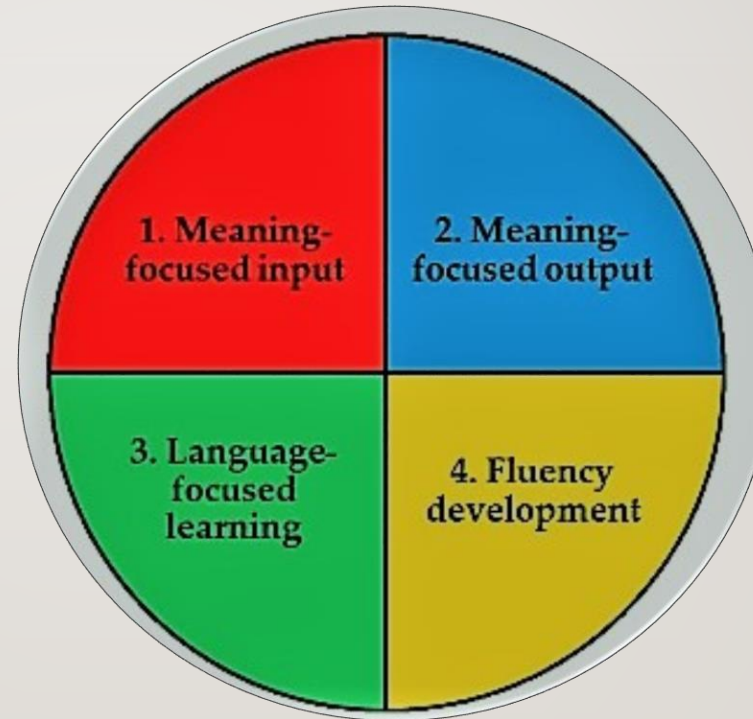 1. Meaning-
focused input
2. Meaning-
focused output
3. Language-
focused
learning
4. Fluency
development